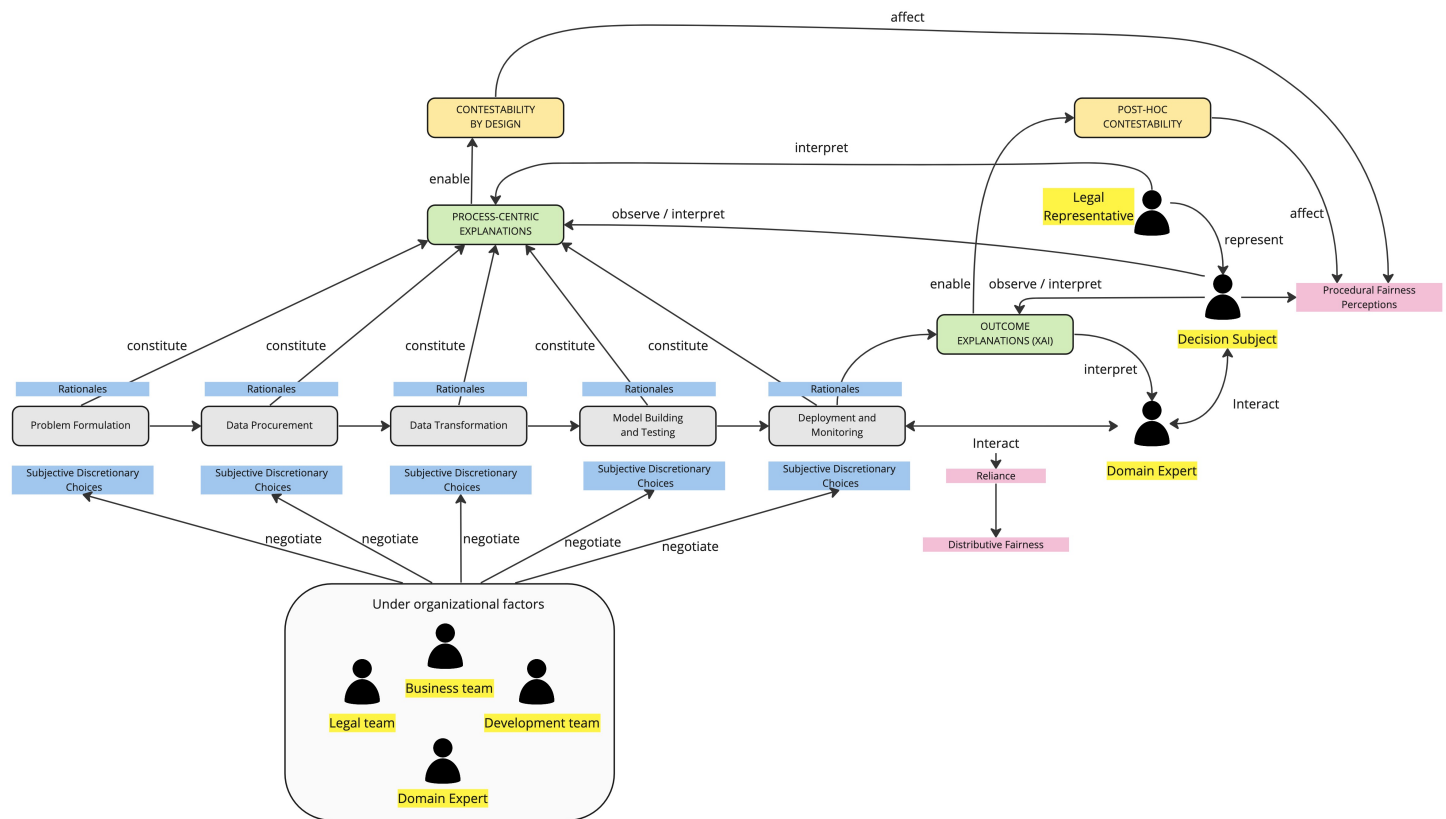 affect
CONTESTABILITY
BY DESIGN
POST-HOC
CONTESTABILITY
interpret
enable
Legal
Representative
PROCESS-CENTRIC
EXPLANATIONS
observe / interpret
affect
represent
enable
observe / interpret
Procedural Fairness
Perceptions
OUTCOME
EXPLANATIONS (XAI)
Decision Subject
constitute
constitute
constitute
constitute
constitute
interpret
Rationales
Rationales
Rationales
Rationales
Rationales
Interact
Problem Formulation
Data Procurement
Data Transformation
Model Building
and Testing
Deployment and
Monitoring
Interact
Domain Expert
Subjective Discretionary
Choices
Subjective Discretionary
Choices
Subjective Discretionary
Choices
Subjective Discretionary
Choices
Subjective Discretionary
Choices
Reliance
negotiate
negotiate
negotiate
negotiate
negotiate
Distributive Fairness
Under organizational factors
Business team
Legal team
Development team
Domain Expert